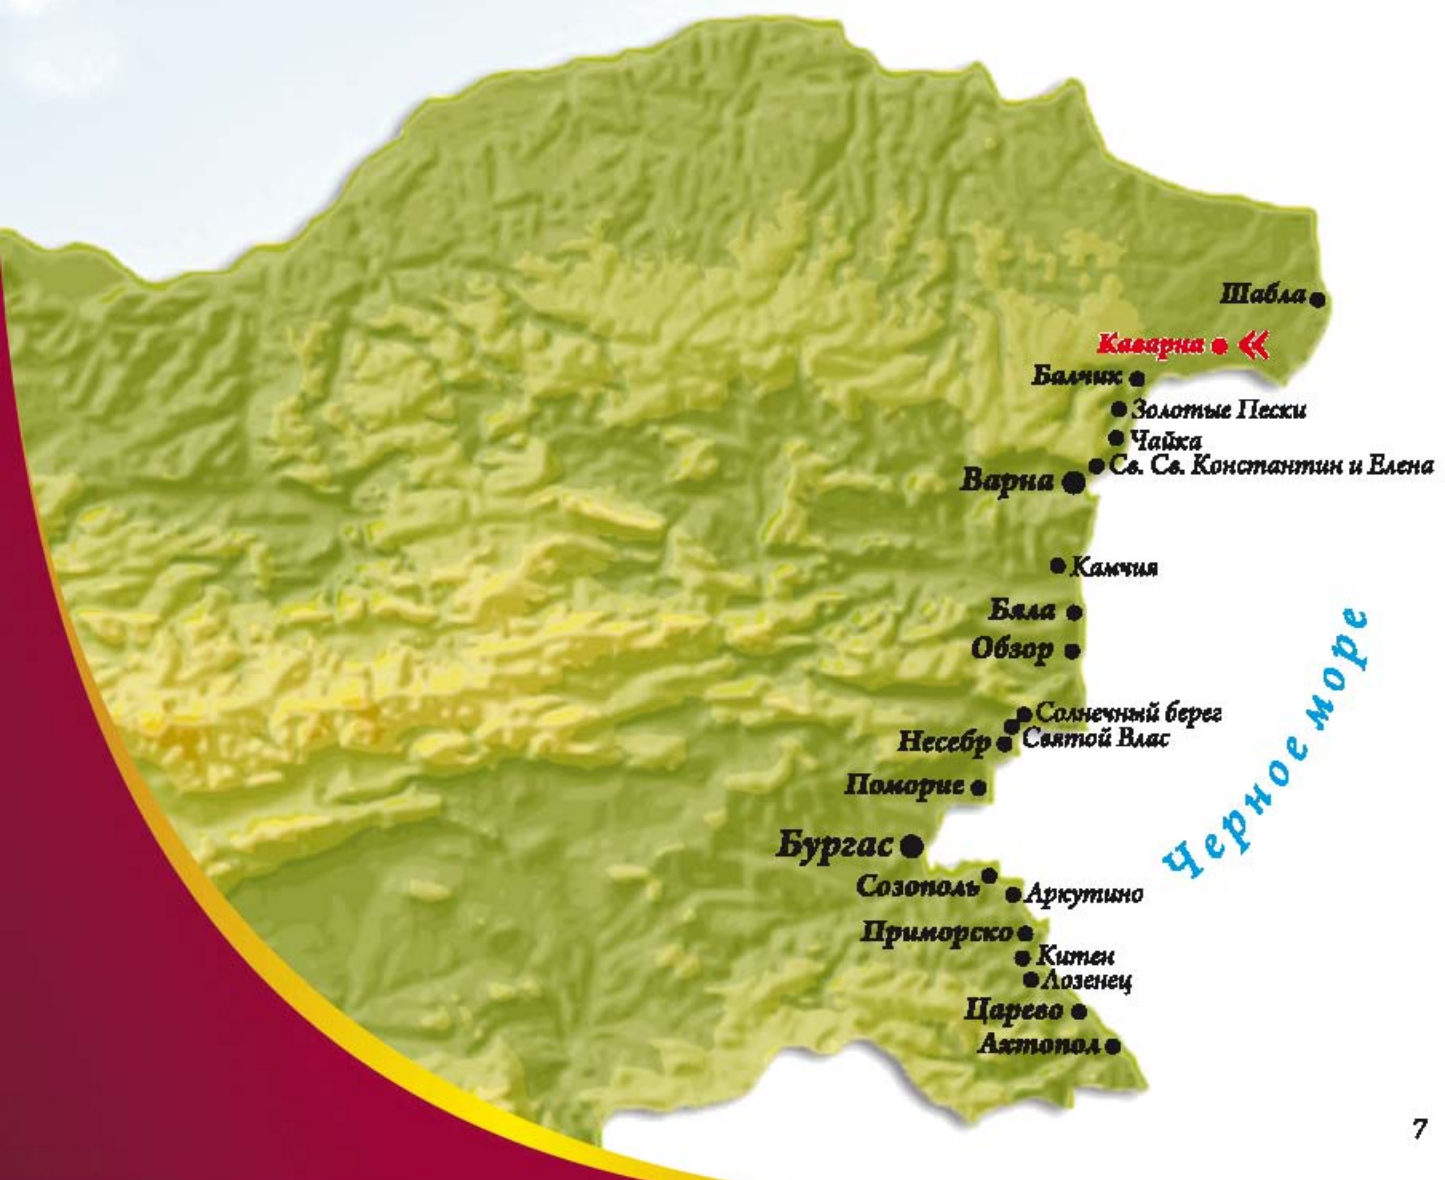 Шабла
Каварна
Балчик
Золотые Пески
Чайка
Св. Св. Константин и Елена
Варна
Камчия
Бяла
Обзор
Солнечный берег
Святой Влас
Несебр
Поморие
Черное море
Бургас
Созополь
Аркутино
Приморско
Китен
Лозенец
Царево
Ахтопол
7